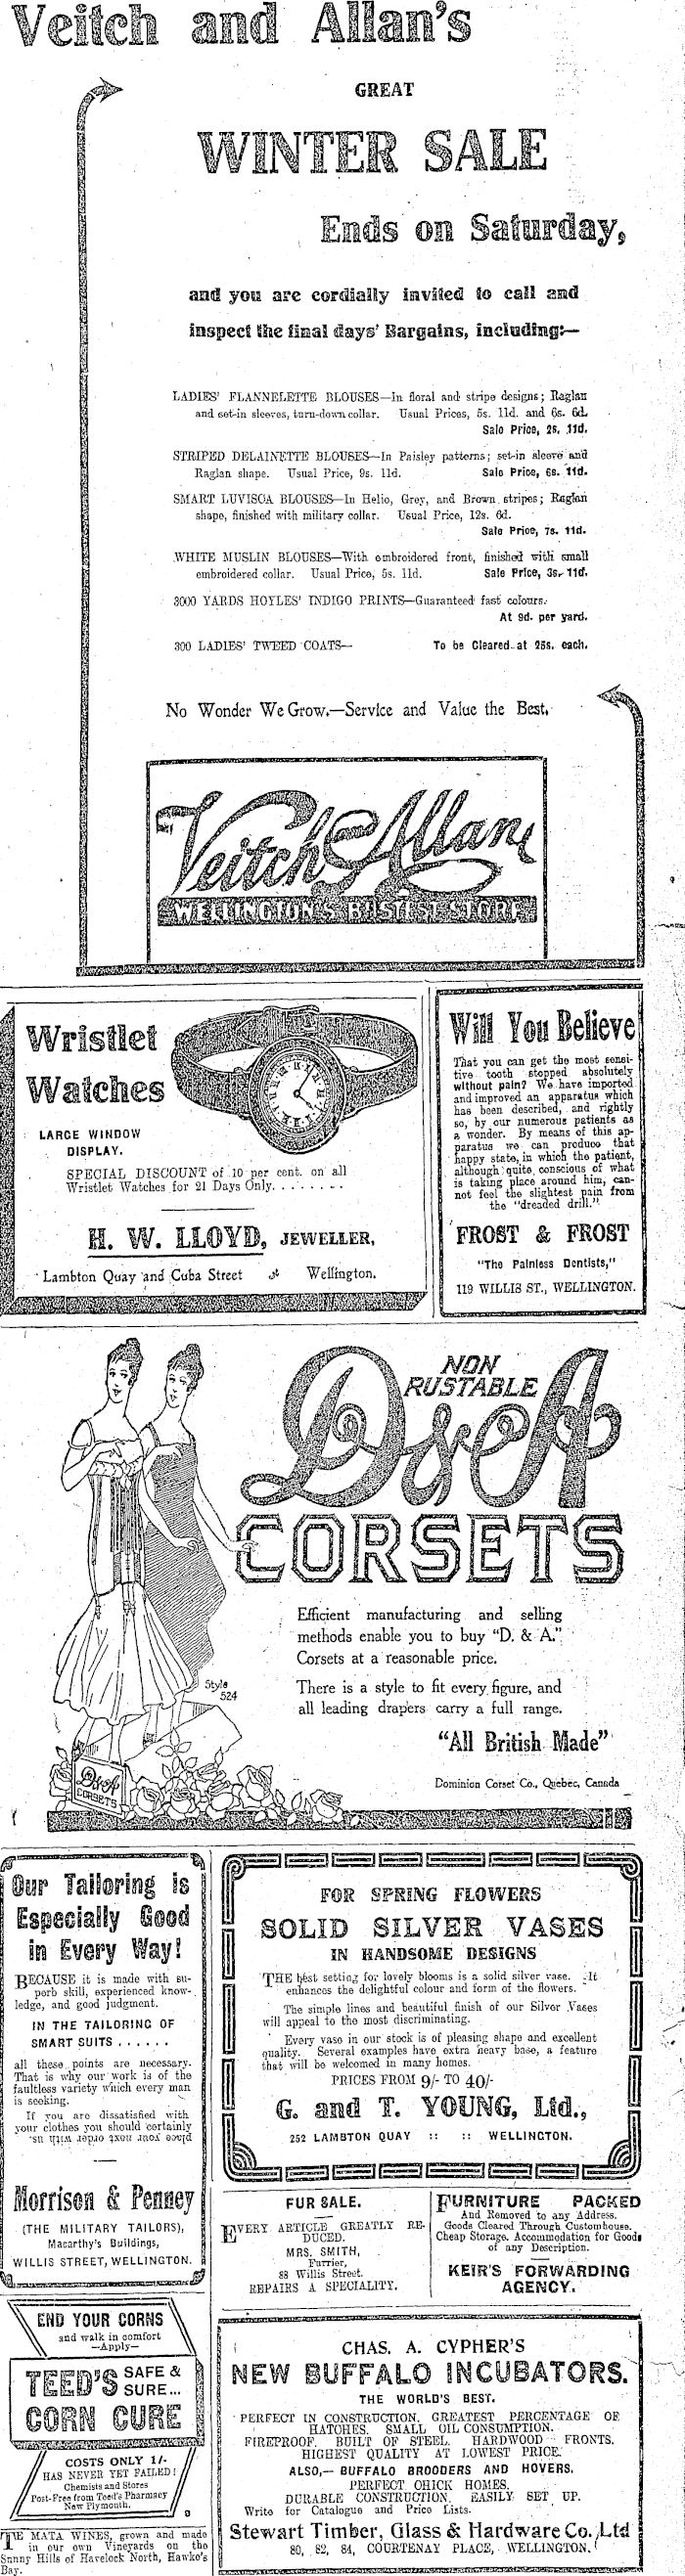 Veitch and Allan's
GREAT
WINTER SALE
Ends on Saturday,
and you are cordially invited to call and
inspect the final days' Bargains, including:—
LADIES' FLANNELETTE BLOUSES—In floral and stripe designs; Raglan
and set-in sleeves, turn-down collar. Usual Prices, 5s. 11d. and 6s. 6d.
Sale Price, 2s. 11d.
STRIPED DELAINETTE BLOUSES—In Paisley patterns; set-in sleeve and
Raglan shape. Usual Price, 9s. 11d. Sale Price, 6s. 11d.
SMART LUVISCA BLOUSES—In Helio, Grey, and Brown stripes; Raglan
shape, finished with military collar. Usual Price, 12s. 6d.
Sale Price, 7s. 11d.
WHITE MUSLIN BLOUSES—With embroidered front, finished with small
embroidered collar. Usual Price, 5s. 11d. Sale Price, 3s. 11d.
3000 YARDS HOYLES' INDIGO PRINTS—Guaranteed fast colours.
At 9d. per yard.
300 LADIES' TWEED COATS— To be Cleared at 25s. each.
No Wonder We Grow.—Service and Value the Best.
Veitch & Allan
WELLINGTON'S BUSIEST STORE
Wristlet
Watches
LARGE WINDOW
DISPLAY.
SPECIAL DISCOUNT of 10 per cent. on all
Wristlet Watches for 21 Days Only. . . . . . . .
H. W. LLOYD, JEWELLER,
Lambton Quay and Cuba Street Wellington.
Will You Believe
That you can get the most sensi-
tive tooth stopped absolutely
without pain? We have imported
and improved an apparatus which
has been described, and rightly
so, by our numerous patients as
a wonder. By means of this ap-
paratus we can produce that
happy state, in which the patient,
although quite conscious of what
is taking place around him, can-
not feel the slightest pain from
the "dreaded drill."
FROST & FROST
"The Painless Dentists,"
119 WILLIS ST., WELLINGTON.
NON
RUSTABLE
D & A
CORSETS
Efficient manufacturing and selling
methods enable you to buy "D. & A."
Corsets at a reasonable price.
There is a style to fit every figure, and
all leading drapers carry a full range.
Style
524
"All British Made"
Dominion Corset Co., Quebec, Canada
D & A
CORSETS
Our Tailoring is
Especially Good
in Every Way!
BECAUSE it is made with su-
perb skill, experienced know-
ledge, and good judgment.
IN THE TAILORING OF
SMART SUITS . . . . . .
all these points are necessary.
That is why our work is of the
faultless variety which every man
is seeking.
If you are dissatisfied with
your clothes you should certainly
place your next order with us.
Morrison & Penney
(THE MILITARY TAILORS),
Macarthy's Buildings,
WILLIS STREET, WELLINGTON.
FOR SPRING FLOWERS
SOLID SILVER VASES
IN HANDSOME DESIGNS
THE best setting for lovely blooms is a solid silver vase. It
enhances the delightful colour and form of the flowers.
The simple lines and beautiful finish of our Silver Vases
will appeal to the most discriminating.
Every vase in our stock is of pleasing shape and excellent
quality. Several examples have extra heavy base, a feature
that will be welcomed in many homes.
PRICES FROM 9/- TO 40/-
G. and T. YOUNG, Ltd.,
252 LAMBTON QUAY :: :: WELLINGTON.
FUR SALE.
EVERY ARTICLE GREATLY RE-
DUCED.
MRS. SMITH,
Furrier,
88 Willis Street.
REPAIRS A SPECIALITY.
FURNITURE PACKED
And Removed to any Address.
Goods Cleared Through Customhouse.
Cheap Storage. Accommodation for Goods
of any Description.
KEIR'S FORWARDING
AGENCY.
END YOUR CORNS
and walk in comfort
—Apply—
TEED'S SAFE &
SURE...
CORN CURE
COSTS ONLY 1/-
HAS NEVER YET FAILED!
Chemists and Stores
Post-Free from Teed's Pharmacy
New Plymouth.
THE MATA WINES, grown and made
in our own Vineyards on the
Sunny Hills of Havelock North, Hawke's
Bay.
CHAS. A. CYPHER'S
NEW BUFFALO INCUBATORS.
THE WORLD'S BEST.
PERFECT IN CONSTRUCTION. GREATEST PERCENTAGE OF
HATCHES. SMALL OIL CONSUMPTION.
FIREPROOF. BUILT OF STEEL. HARDWOOD FRONTS.
HIGHEST QUALITY AT LOWEST PRICE.
ALSO,— BUFFALO BROODERS AND HOVERS.
PERFECT CHICK HOMES.
DURABLE CONSTRUCTION. EASILY SET UP.
Write for Catalogue and Price Lists.
Stewart Timber, Glass & Hardware Co. Ltd
80, 82, 84, COURTENAY PLACE, WELLINGTON.